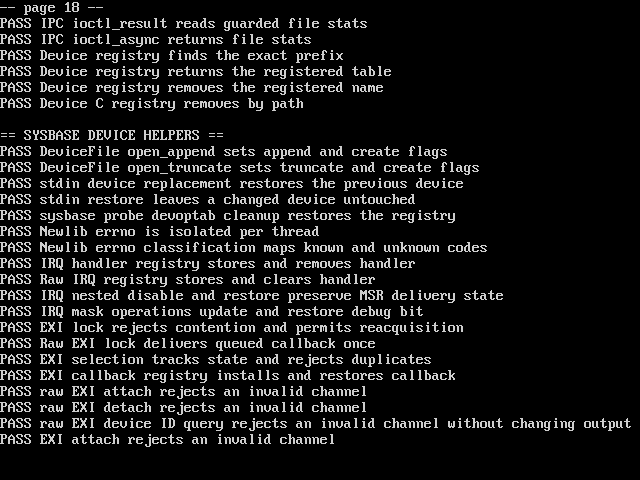 -- page 18 --
PASS IPC ioctl_result reads guarded file stats
PASS IPC ioctl_async returns file stats
PASS Device registry finds the exact prefix
PASS Device registry returns the registered table
PASS Device registry removes the registered name
PASS Device C registry removes by path

== SYSBASE DEVICE HELPERS ==
PASS DeviceFile open_append sets append and create flags
PASS DeviceFile open_truncate sets truncate and create flags
PASS stdin device replacement restores the previous device
PASS stdin restore leaves a changed device untouched
PASS sysbase probe devoptab cleanup restores the registry
PASS Newlib errno is isolated per thread
PASS Newlib errno classification maps known and unknown codes
PASS IRQ handler registry stores and removes handler
PASS Raw IRQ registry stores and clears handler
PASS IRQ nested disable and restore preserve MSR delivery state
PASS IRQ mask operations update and restore debug bit
PASS EXI lock rejects contention and permits reacquisition
PASS Raw EXI lock delivers queued callback once
PASS EXI selection tracks state and rejects duplicates
PASS EXI callback registry installs and restores callback
PASS raw EXI attach rejects an invalid channel
PASS raw EXI detach rejects an invalid channel
PASS raw EXI device ID query rejects an invalid channel without changing output
PASS EXI attach rejects an invalid channel